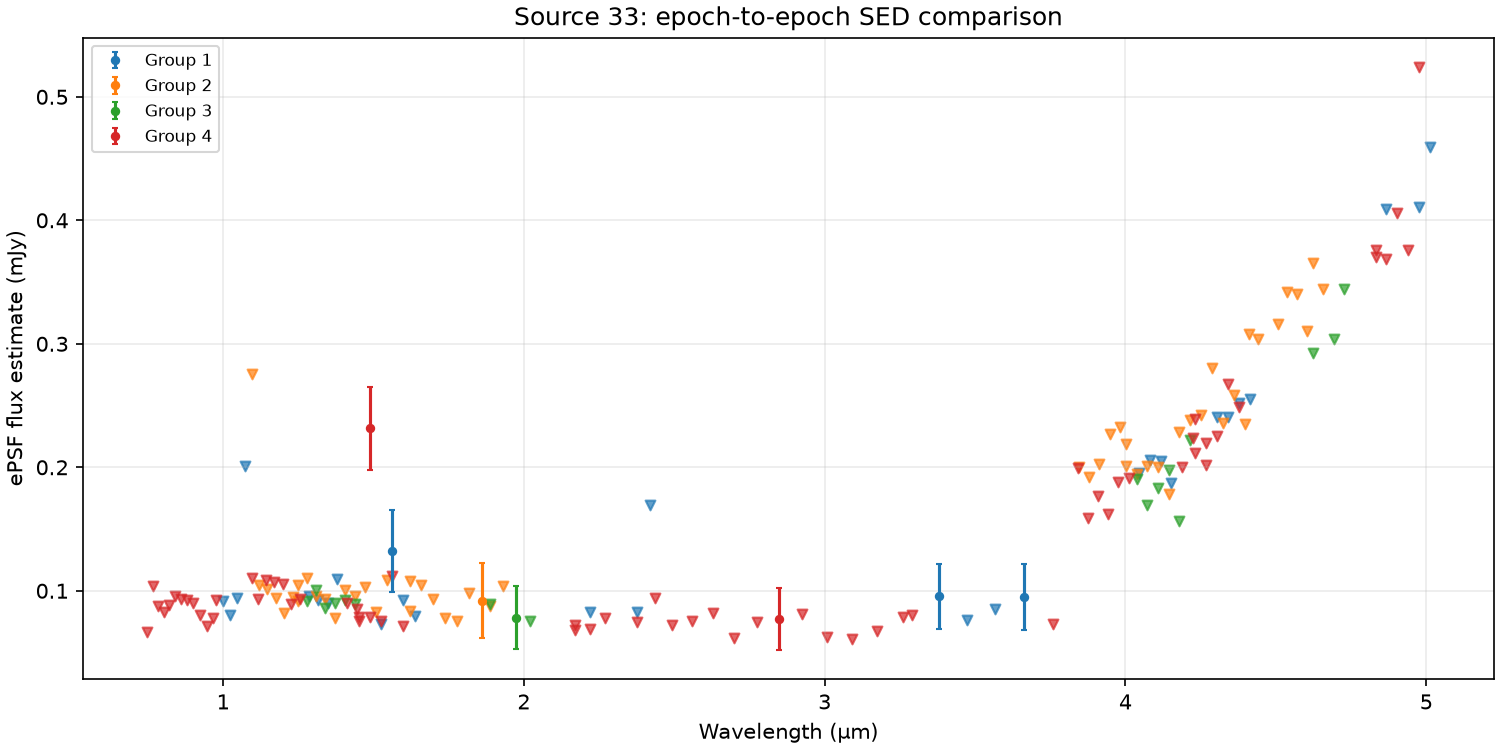 Source 33: epoch-to-epoch SED comparison
Group 1
Group 2
Group 3
Group 4
ePSF flux estimate (mJy)
0.5
0.4
0.3
0.2
0.1
1 2 3 4 5
Wavelength (μm)